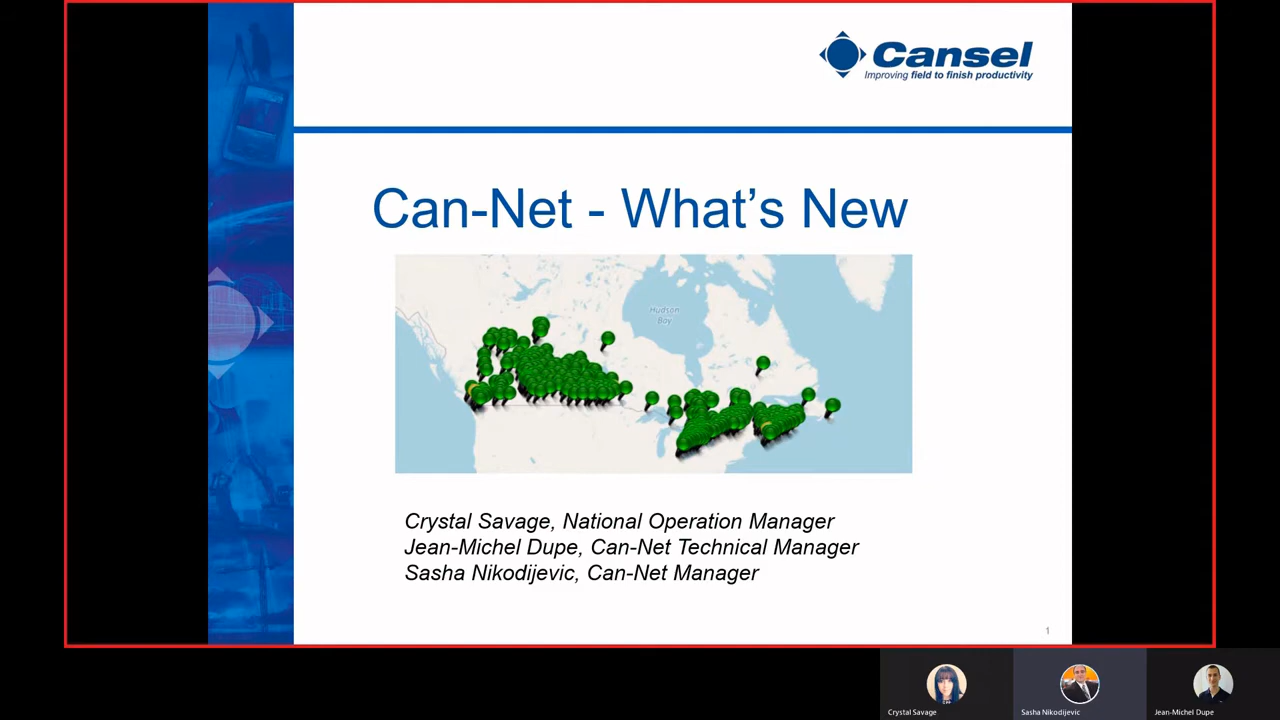 Cansel
Improving field to finish productivity
Can-Net - What's New
Hudson
Bay
Crystal Savage, National Operation Manager
Jean-Michel Dupe, Can-Net Technical Manager
Sasha Nikodijevic, Can-Net Manager
1
Crystal Savage
Sasha Nikodijevic
Jean-Michel Dupe